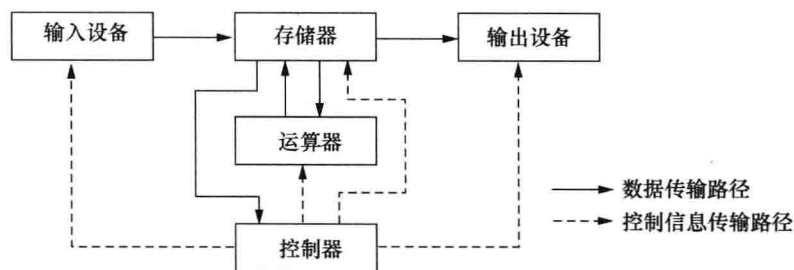 输入设备
存储器
输出设备
运算器
数据传输路径
控制信息传输路径
控制器